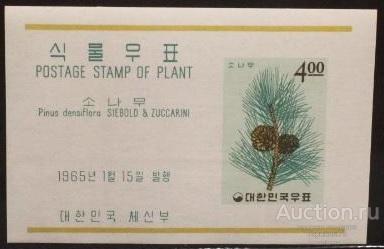 식물우표
POSTAGE STAMP OF PLANT
소나무
Pinus densiflora SIEBOLD & ZUCCARINI
1965년 1월 15일 발행
대한민국 체신부
소나무
4.00
대한민국우표
Auction.ru